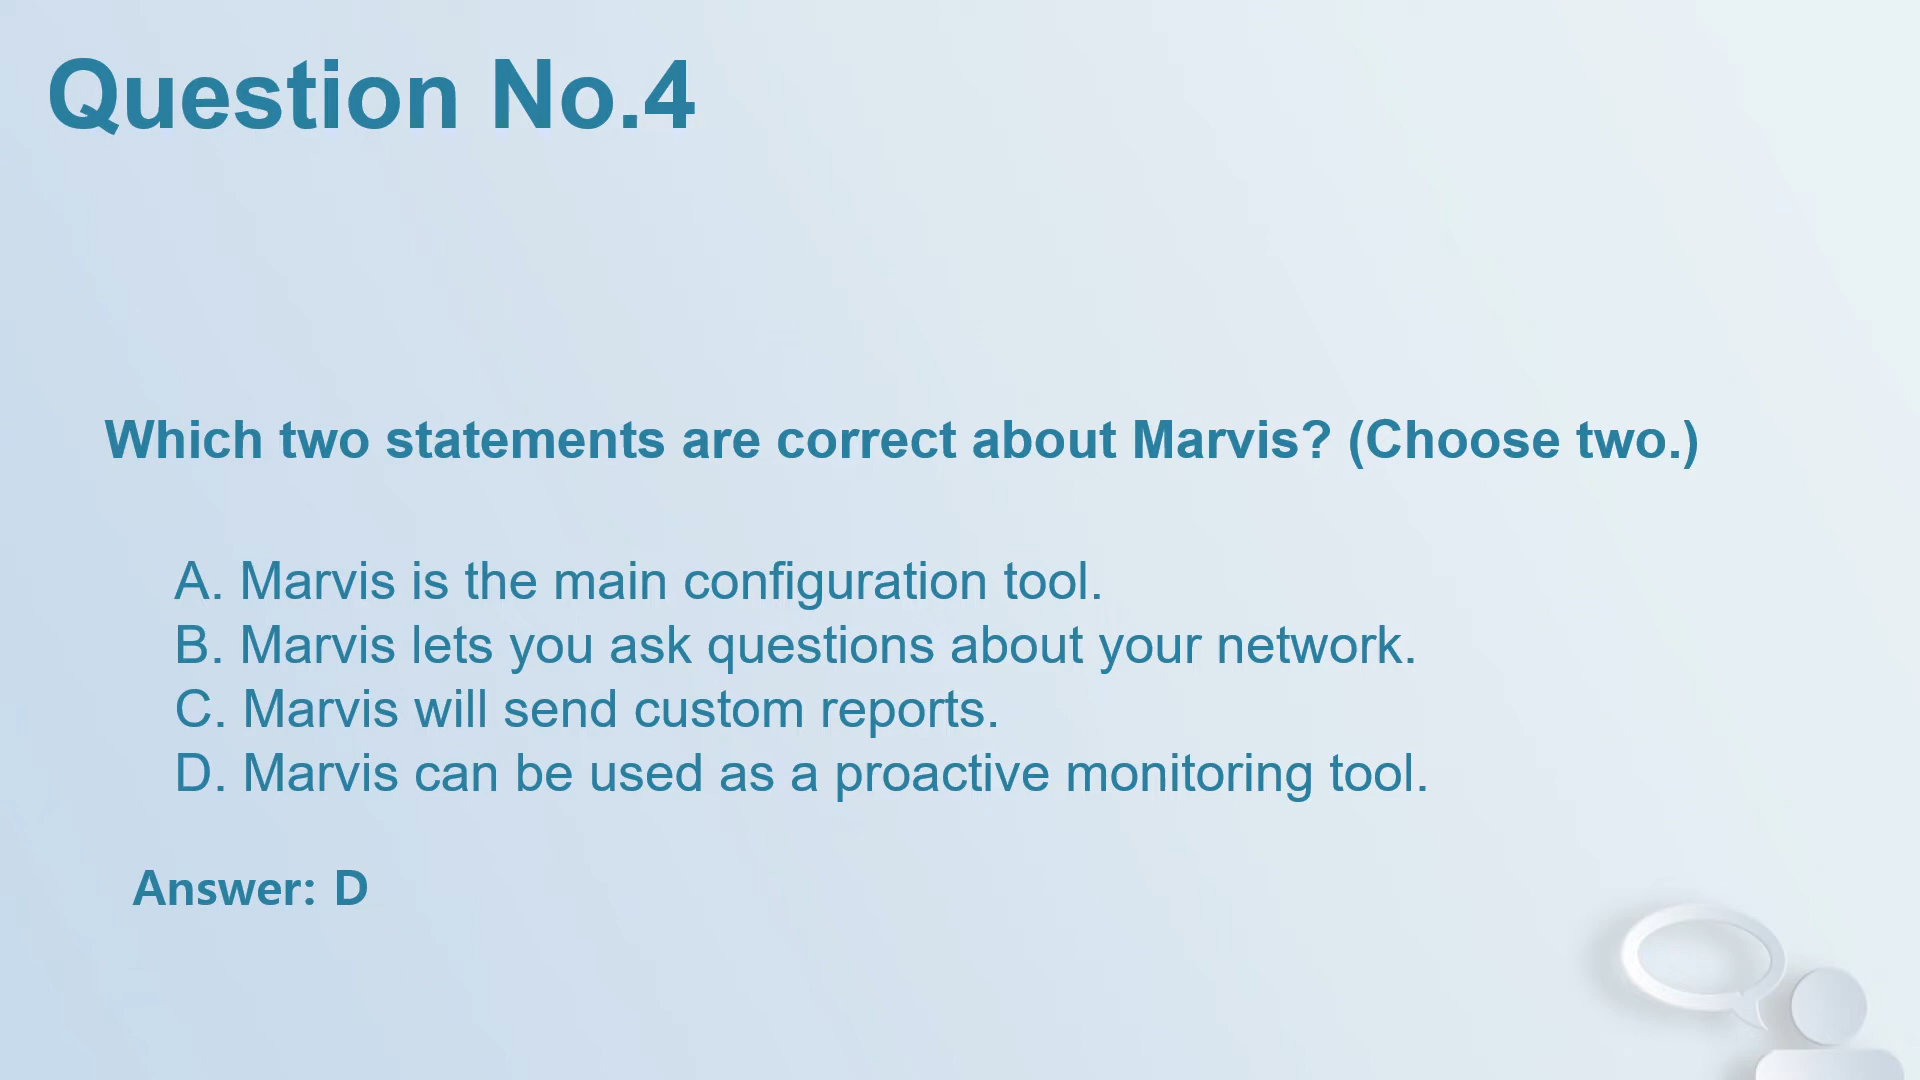 Question No.4
Which two statements are correct about Marvis? (Choose two.)
A. Marvis is the main configuration tool.
B. Marvis lets you ask questions about your network.
C. Marvis will send custom reports.
D. Marvis can be used as a proactive monitoring tool.
Answer: D